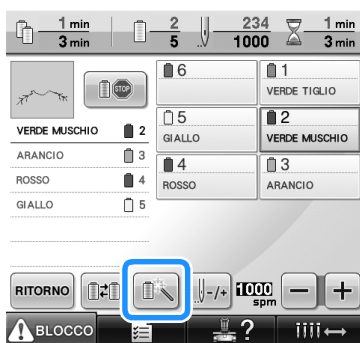 1 min
3 min
2
5
234
1000
1 min
3 min
STOP
VERDE MUSCHIO 2
ARANCIO 3
ROSSO 4
GIALLO 5
6
1
VERDE TIGLIO
5
GIALLO
2
VERDE MUSCHIO
4
ROSSO
3
ARANCIO
RITORNO
-/+
1000
spm
- +
BLOCCO
?